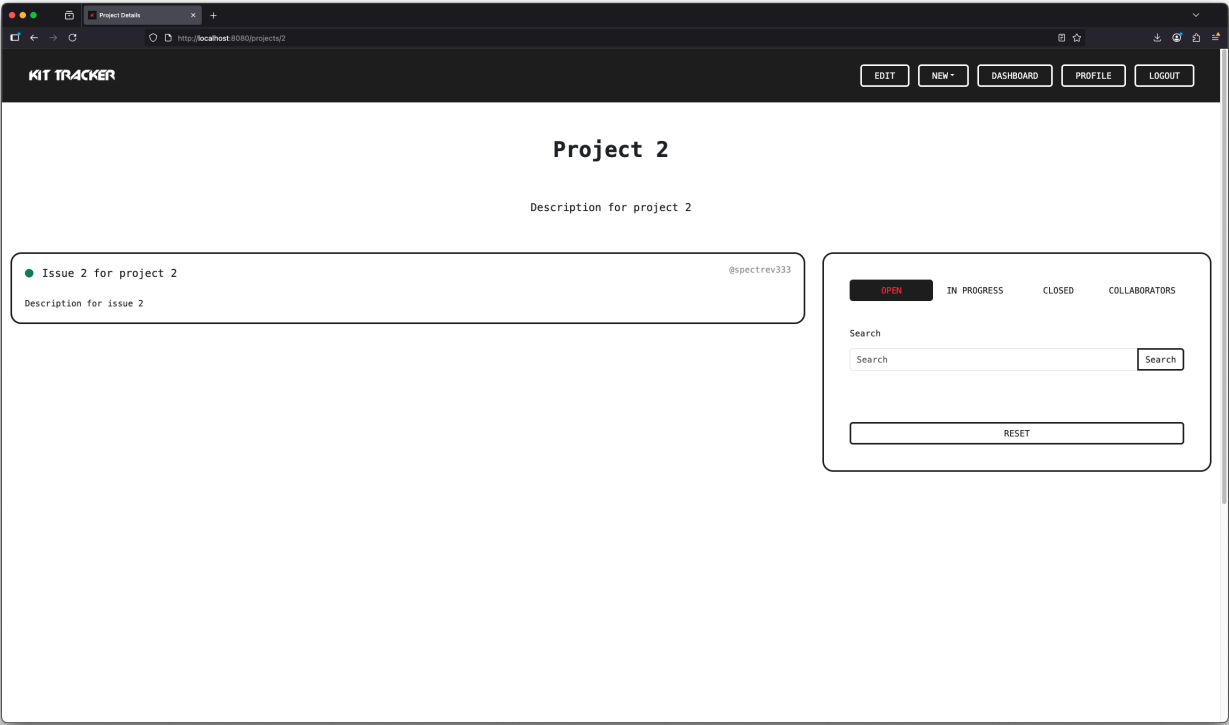 Project Details
http://localhost:8080/projects/2
KIT TRACKER
EDIT
NEW
DASHBOARD
PROFILE
LOGOUT
Project 2
Description for project 2
Issue 2 for project 2
@spectrev333
Description for issue 2
OPEN
IN PROGRESS
CLOSED
COLLABORATORS
Search
Search
Search
RESET